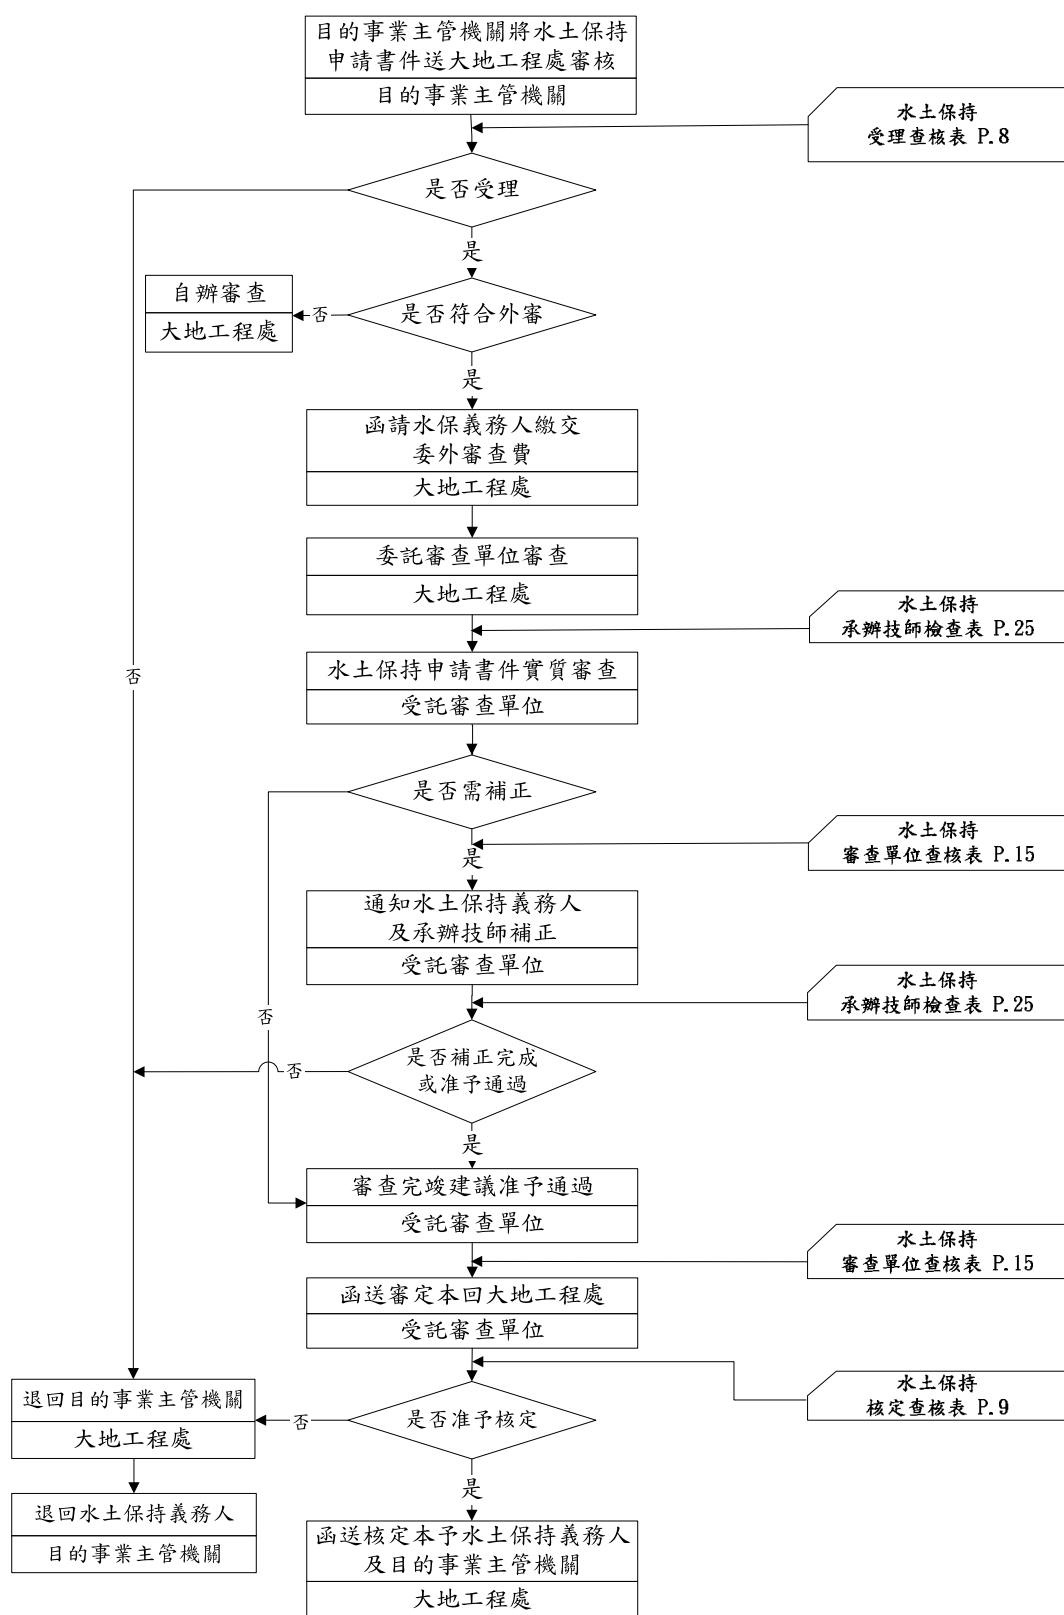 目的事業主管機關將水土保持
申請書件送大地工程處審核
目的事業主管機關
水土保持
受理查核表 P.8
是否受理
是
自辦審查
大地工程處
否
是否符合外審
是
函請水保義務人繳交
委外審查費
大地工程處
委託審查單位審查
大地工程處
水土保持
承辦技師檢查表 P.25
水土保持申請書件實質審查
受託審查單位
否
是否需補正
水土保持
審查單位查核表 P.15
是
通知水土保持義務人
及承辦技師補正
受託審查單位
水土保持
承辦技師檢查表 P.25
否
是否補正完成
或准予通過
否
是
審查完竣建議准予通過
受託審查單位
水土保持
審查單位查核表 P.15
函送審定本回大地工程處
受託審查單位
水土保持
核定查核表 P.9
退回目的事業主管機關
大地工程處
否
是否准予核定
是
退回水土保持義務人
目的事業主管機關
函送核定本予水土保持義務人
及目的事業主管機關
大地工程處